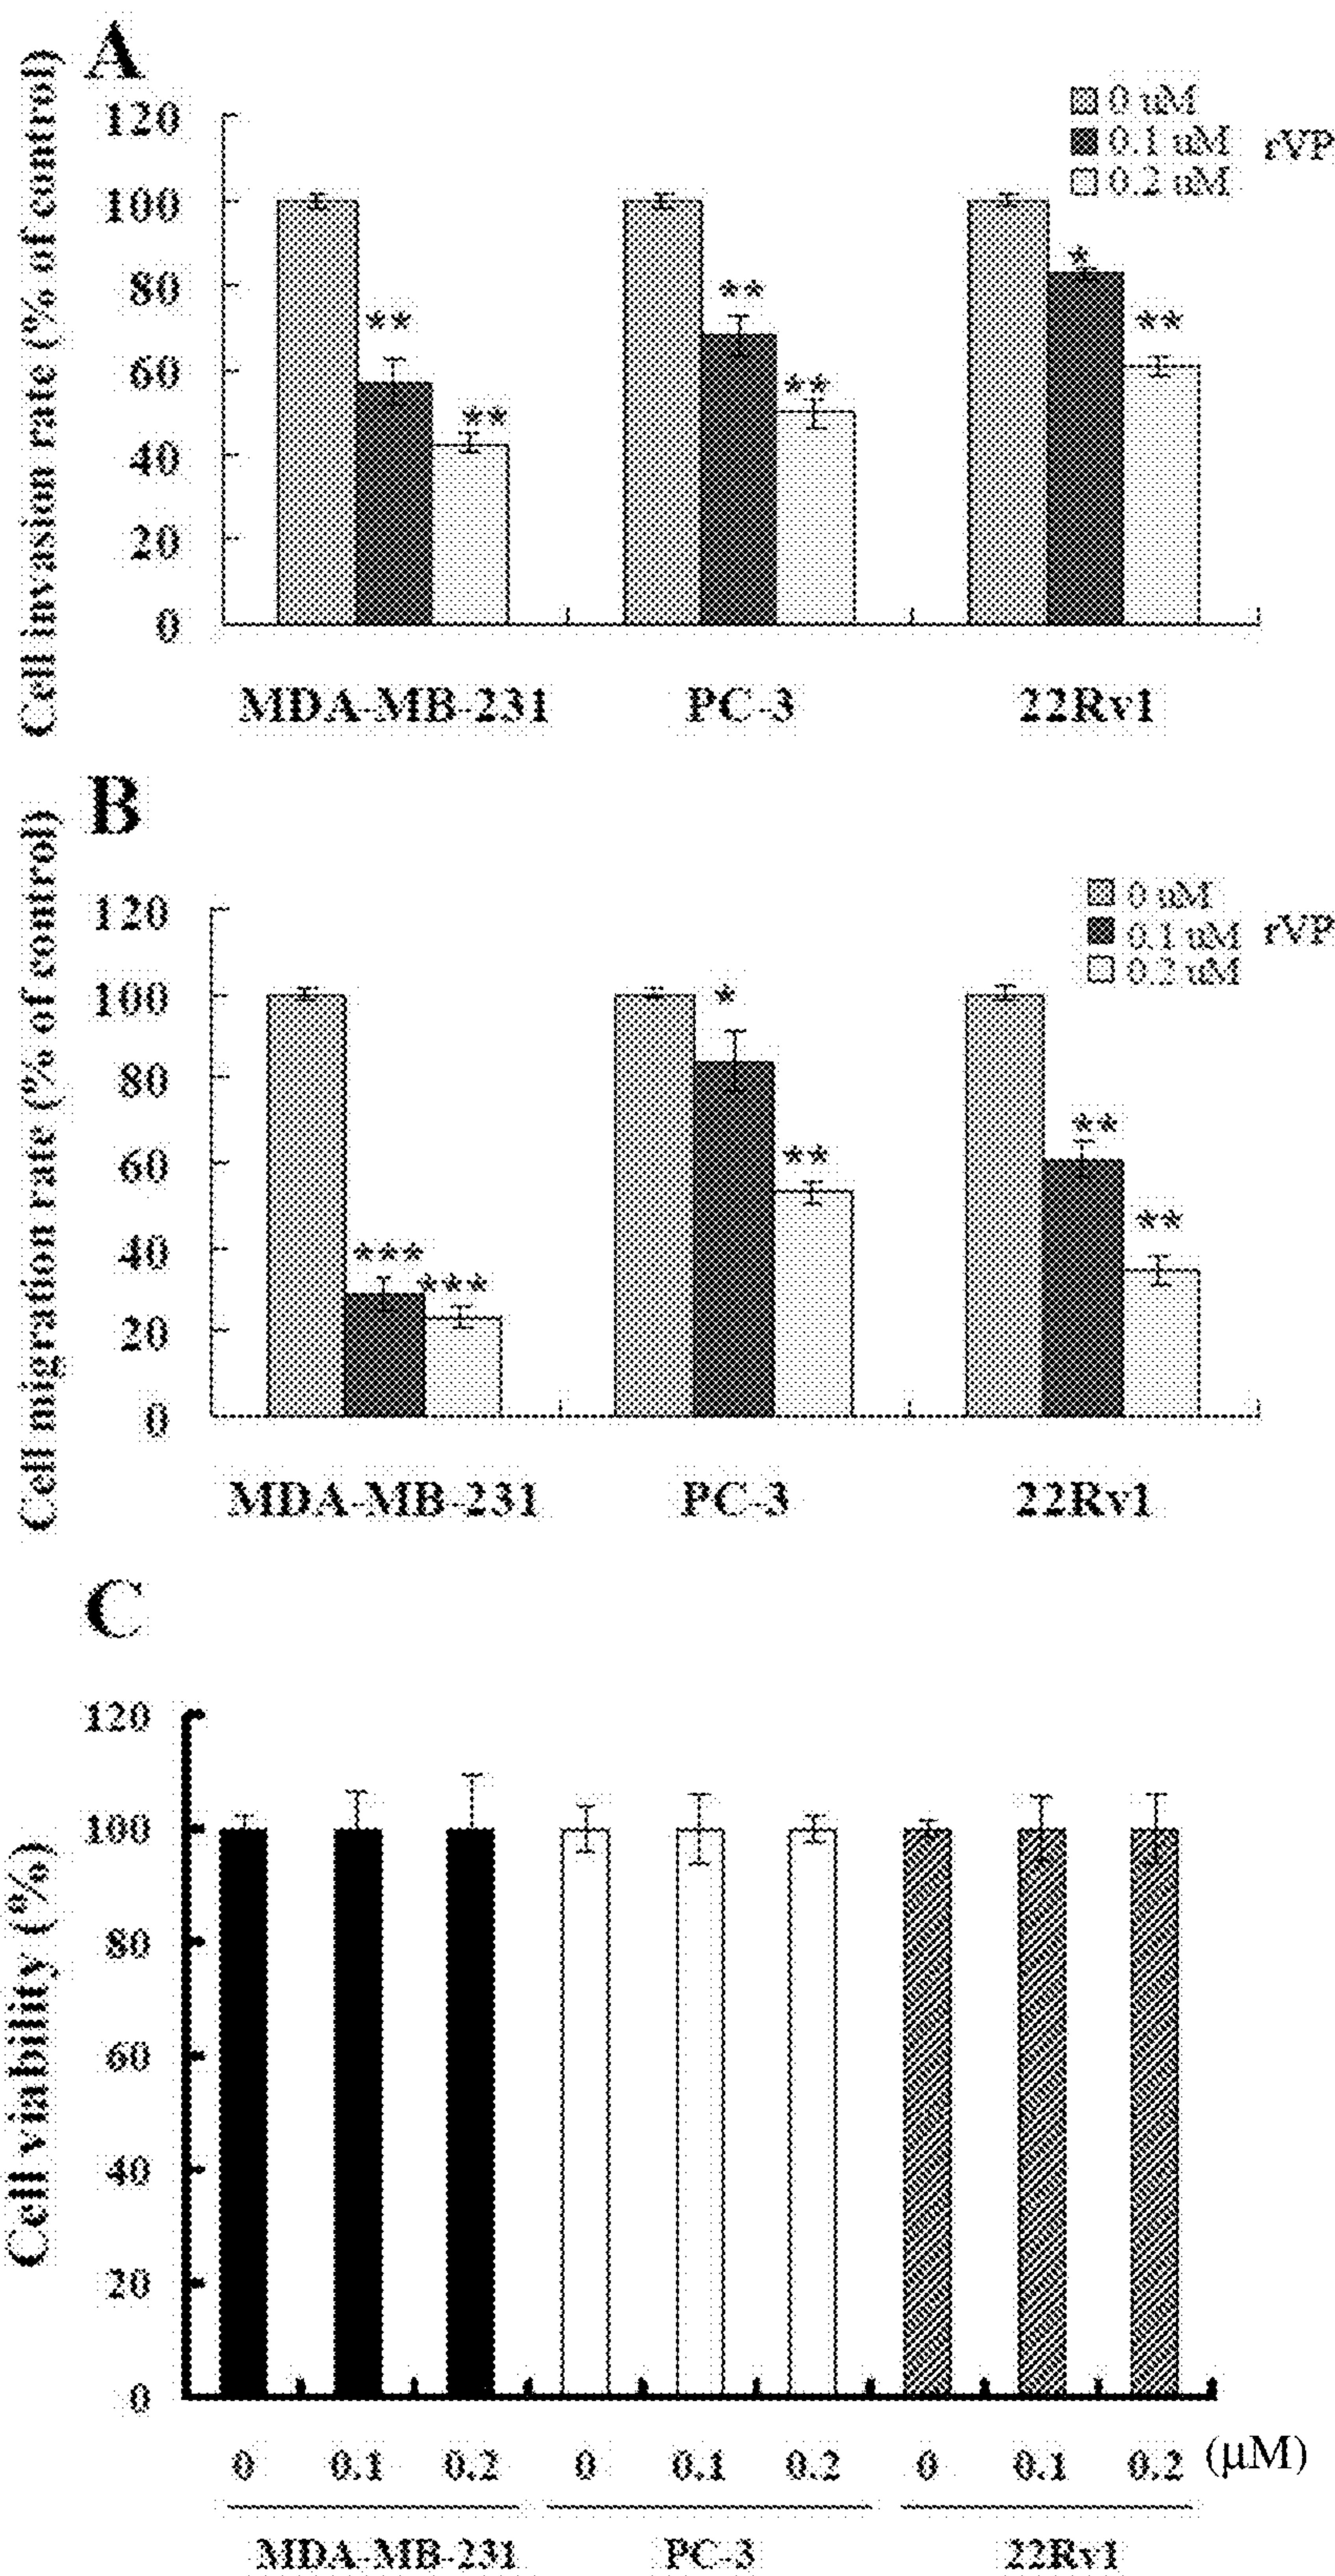 A
Cell invasion rate (% of control)
120
100
80
60
40
20
0
0 uM
0.1 uM
0.2 uM
rVP
**
**
**
**
*
**
MDA-MB-231 PC-3 22Rv1
B
Cell migration rate (% of control)
120
100
80
60
40
20
0
0 uM
0.1 uM
0.2 uM
rVP
***
***
*
**
**
**
MDA-MB-231 PC-3 22Rv1
C
Cell viability (%)
120
100
80
60
40
20
0
0 0.1 0.2 0 0.1 0.2 0 0.1 0.2 (μM)
MDA-MB-231 PC-3 22Rv1